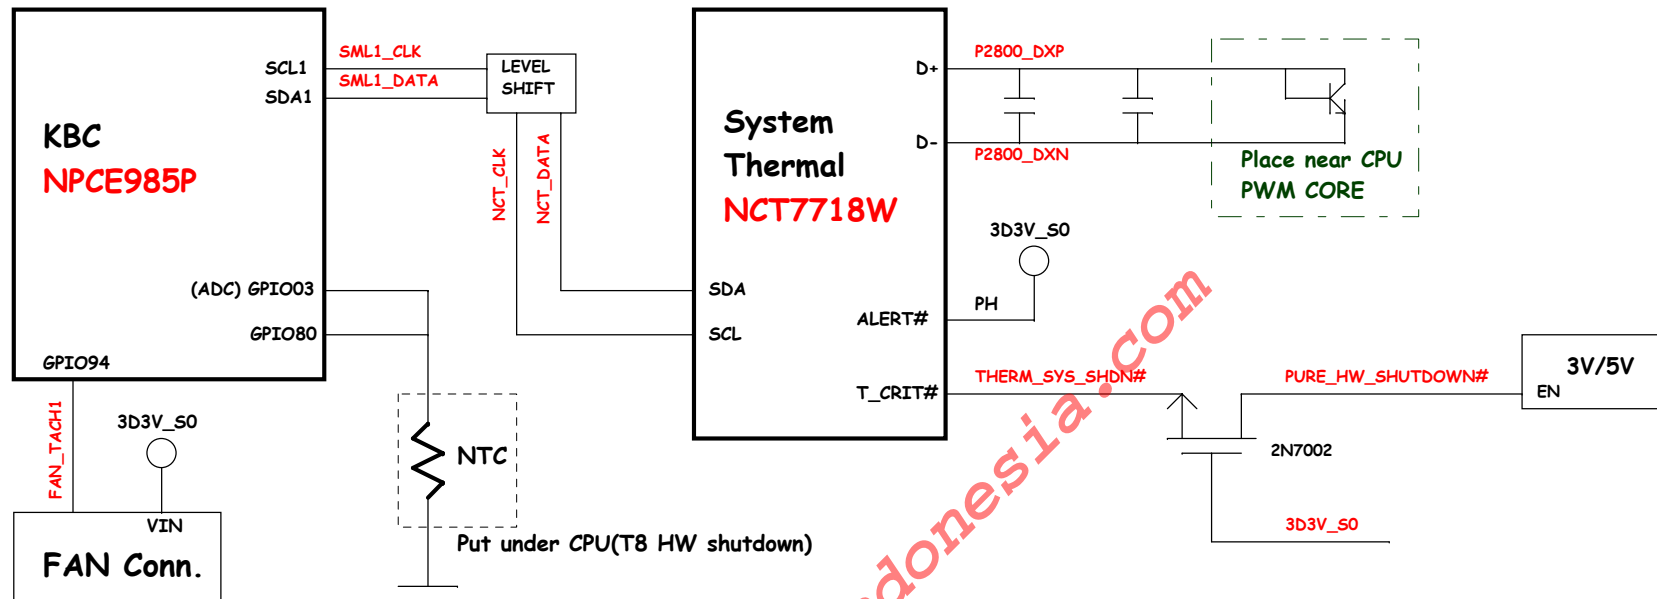 KBC
NPCE985P
SCL1
SDA1
(ADC) GPIO03
GPIO80
GPIO94
SML1_CLK
SML1_DATA
LEVEL
SHIFT
NCT_CLK
NCT_DATA
System
Thermal
NCT7718W
D+
D-
SDA
SCL
ALERT#
T_CRIT#
P2800_DXP
P2800_DXN
Place near CPU
PWM CORE
3D3V_S0
PH
THERM_SYS_SHDN#
PURE_HW_SHUTDOWN#
3V/5V
EN
2N7002
3D3V_S0
FAN_TACH1
3D3V_S0
VIN
FAN Conn.
NTC
Put under CPU(T8 HW shutdown)
donesia.com